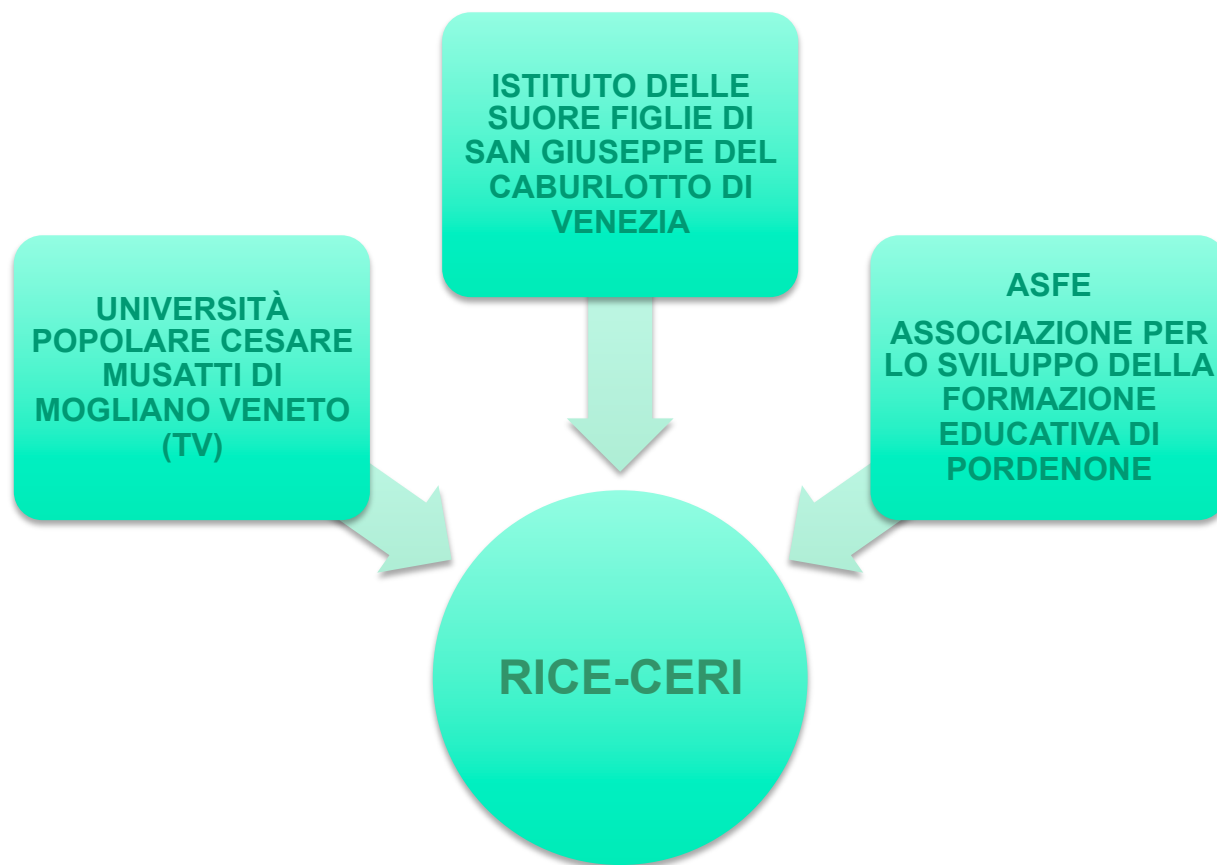 ISTITUTO DELLE
SUORE FIGLIE DI
SAN GIUSEPPE DEL
CABURLOTTO DI
VENEZIA
UNIVERSITÀ
POPOLARE CESARE
MUSATTI DI
MOGLIANO VENETO
(TV)
ASFE
ASSOCIAZIONE PER
LO SVILUPPO DELLA
FORMAZIONE
EDUCATIVA DI
PORDENONE
RICE-CERI